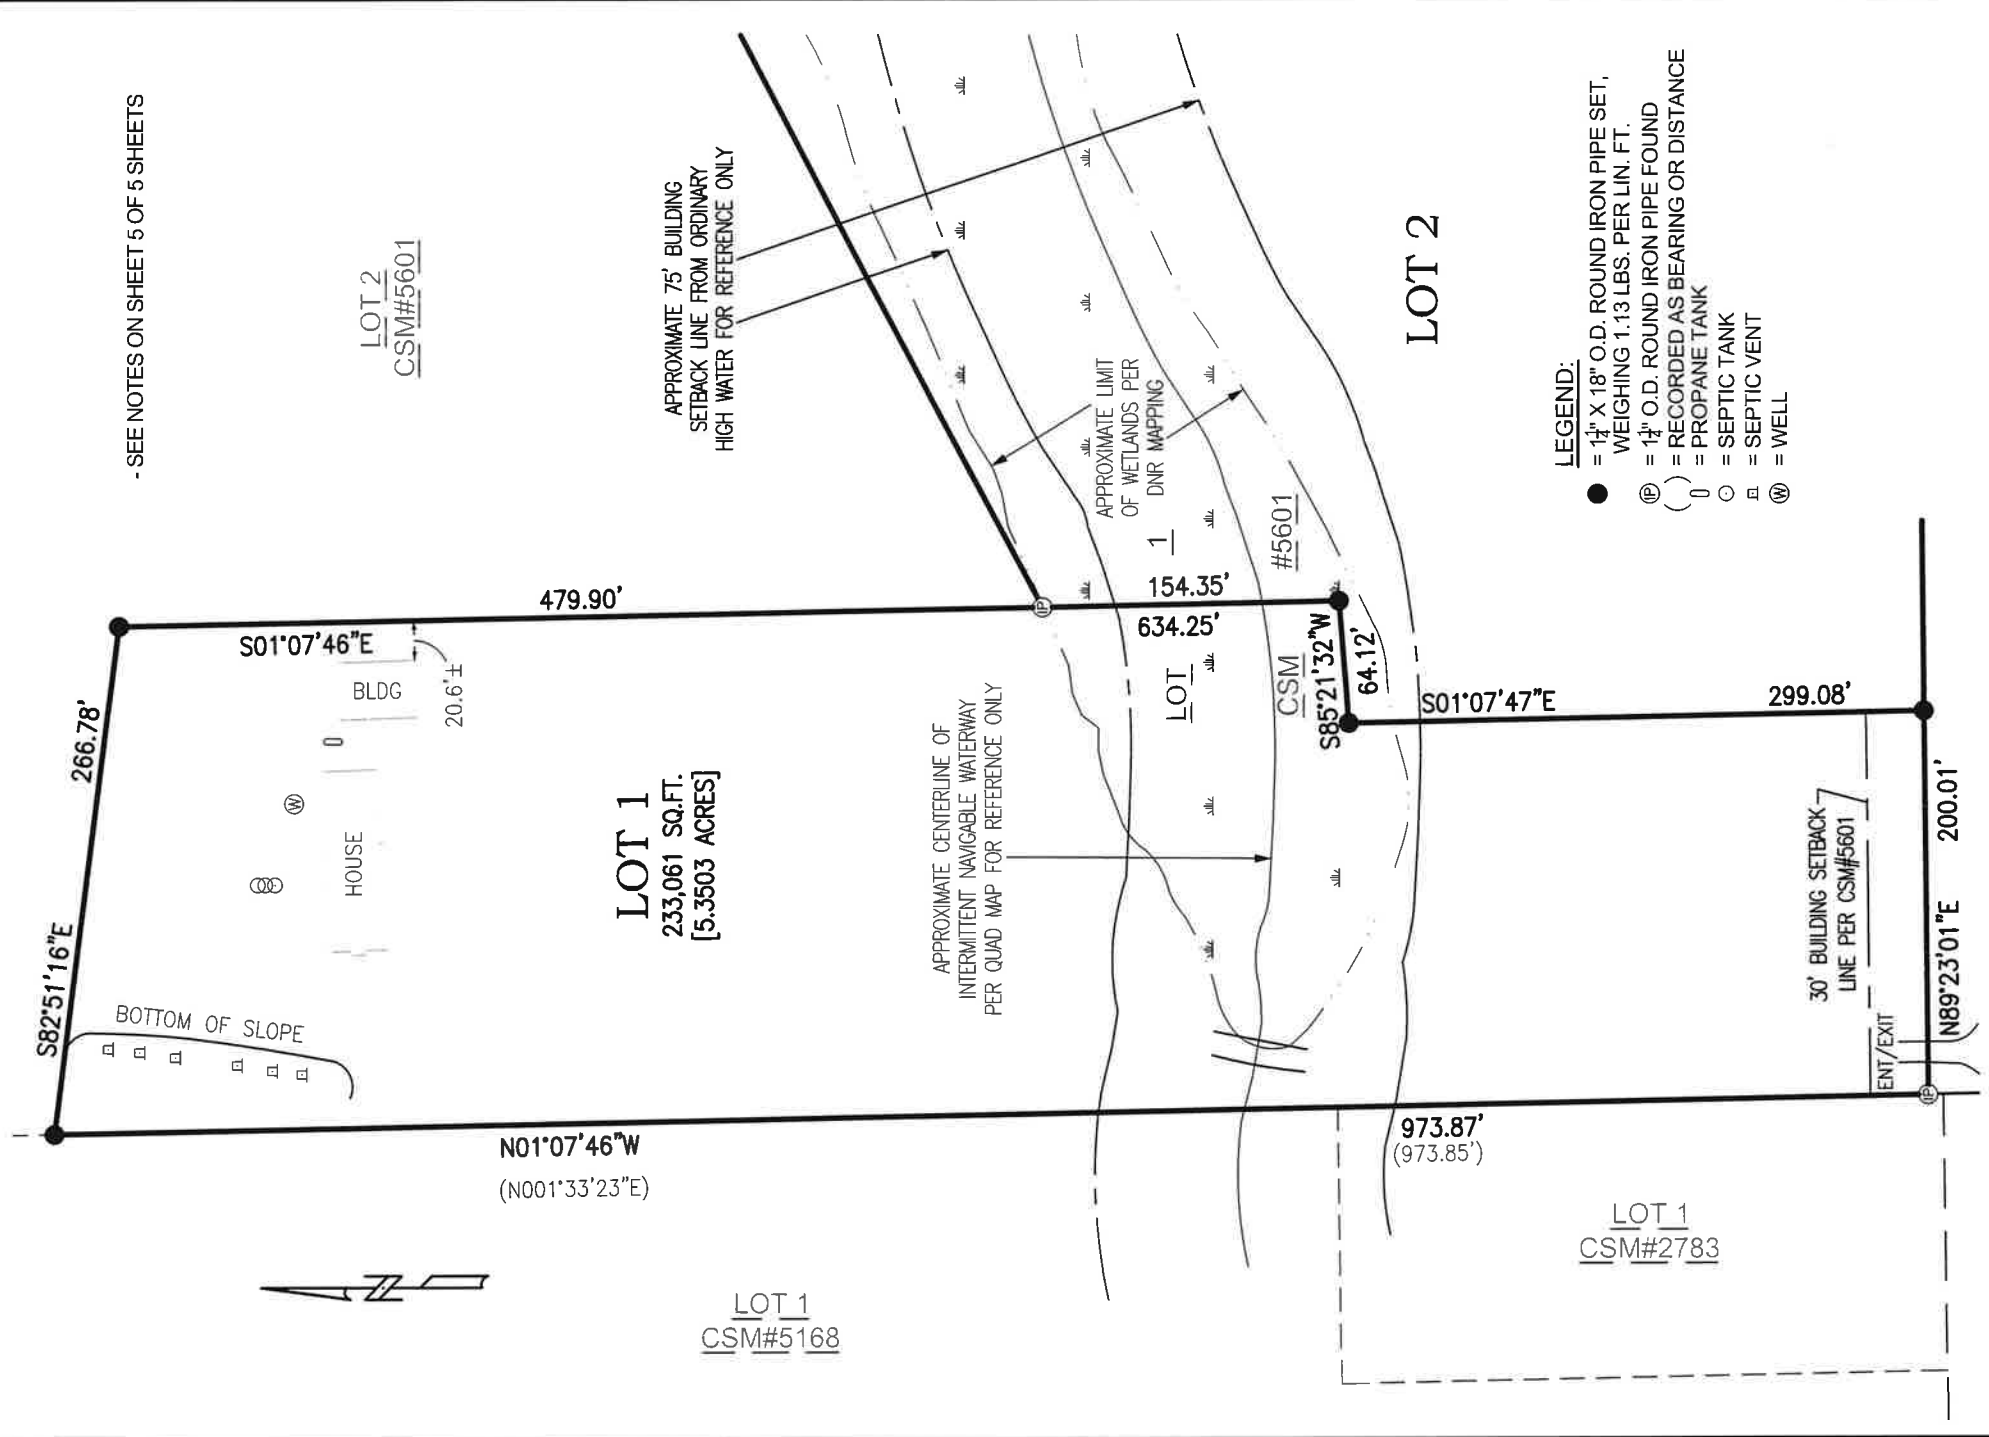 - SEE NOTES ON SHEET 5 OF 5 SHEETS
LOT 2
CSM#5601
APPROXIMATE 75' BUILDING
SETBACK LINE FROM ORDINARY
HIGH WATER FOR REFERENCE ONLY
266.78'
S82°51'16"E
S01°07'46"E
479.90'
BLDG
20.6'±
W
HOUSE
BOTTOM OF SLOPE
LOT 1
233,061 SQ.FT.
[5.3503 ACRES]
IP
154.35'
634.25'
APPROXIMATE LIMIT
OF WETLANDS PER
DNR MAPPING
LOT 1
CSM #5601
APPROXIMATE CENTERLINE OF
INTERMITTENT NAVIGABLE WATERWAY
PER QUAD MAP FOR REFERENCE ONLY
S85°21'32"W
64.12'
LOT 2
S01°07'47"E
299.08'
30' BUILDING SETBACK
LINE PER CSM#5601
ENT/EXIT
N89°23'01"E
200.01'
IP
N01°07'46"W
(N001°33'23"E)
973.87'
(973.85')
N
LOT 1
CSM#5168
LOT 1
CSM#2783
LEGEND:
= 1¼" X 18" O.D. ROUND IRON PIPE SET,
WEIGHING 1.13 LBS. PER LIN. FT.
IP = 1¼" O.D. ROUND IRON PIPE FOUND
( ) = RECORDED AS BEARING OR DISTANCE
= PROPANE TANK
= SEPTIC TANK
= SEPTIC VENT
W = WELL